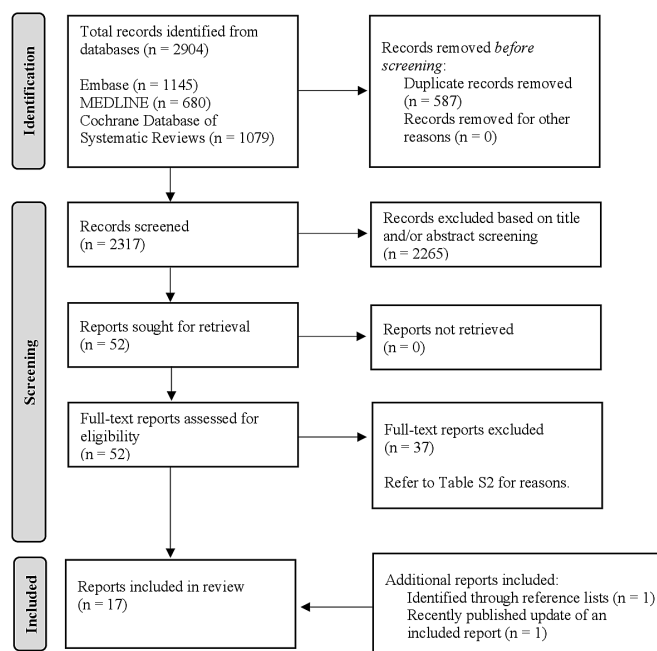 Identification
Total records identified from
databases (n = 2904)
Embase (n = 1145)
MEDLINE (n = 680)
Cochrane Database of
Systematic Reviews (n = 1079)
Records removed before
screening:
Duplicate records removed
(n = 587)
Records removed for other
reasons (n = 0)
Screening
Records screened
(n = 2317)
Records excluded based on title
and/or abstract screening
(n = 2265)
Reports sought for retrieval
(n = 52)
Reports not retrieved
(n = 0)
Full-text reports assessed for
eligibility
(n = 52)
Full-text reports excluded
(n = 37)
Refer to Table S2 for reasons.
Included
Reports included in review
(n = 17)
Additional reports included:
Identified through reference lists (n = 1)
Recently published update of an
included report (n = 1)